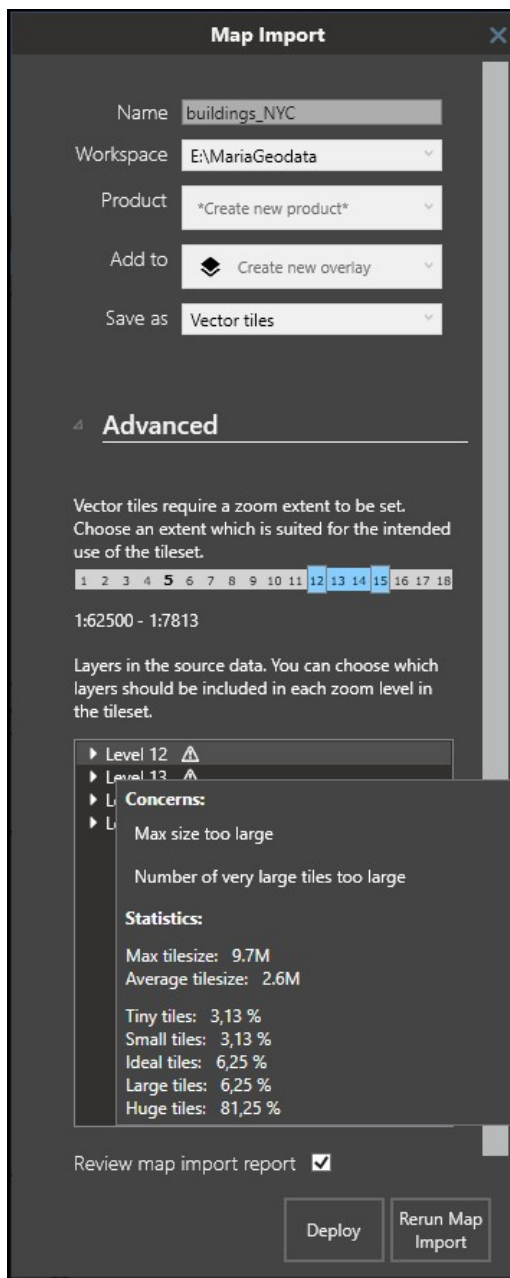 Map Import
Name buildings_NYC
Workspace E:\MariaGeodata
Product *Create new product*
Add to Create new overlay
Save as Vector tiles
Advanced
Vector tiles require a zoom extent to be set.
Choose an extent which is suited for the intended
use of the tileset.
1 2 3 4 5 6 7 8 9 10 11 12 13 14 15 16 17 18
1:62500 - 1:7813
Layers in the source data. You can choose which
layers should be included in each zoom level in
the tileset.
Level 12
Level 13
Concerns:
Max size too large
Number of very large tiles too large
Statistics:
Max tilesize: 9.7M
Average tilesize: 2.6M
Tiny tiles: 3,13 %
Small tiles: 3,13 %
Ideal tiles: 6,25 %
Large tiles: 6,25 %
Huge tiles: 81,25 %
Review map import report
Deploy
Rerun Map
Import